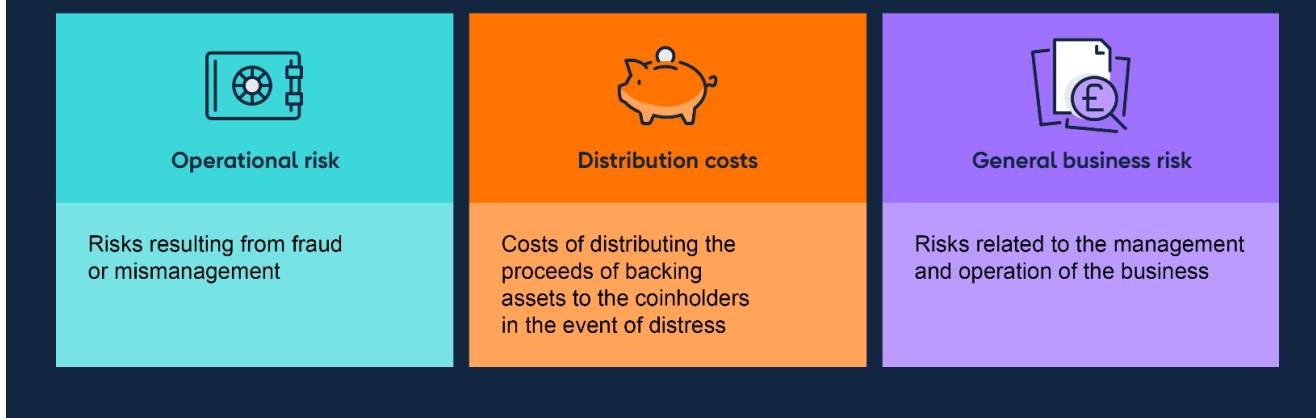 Operational risk
Risks resulting from fraud
or mismanagement
Distribution costs
Costs of distributing the
proceeds of backing
assets to the coinholders
in the event of distress
£
General business risk
Risks related to the management
and operation of the business